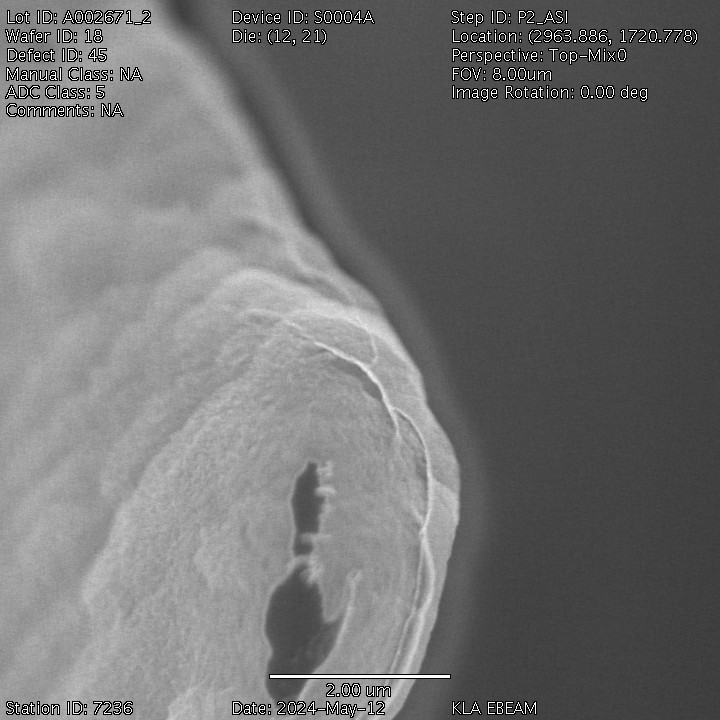 Lot ID: A002671_2
Wafer ID: 18
Defect ID: 45
Manual Class: NA
ADC Class: 5
Comments: NA
Device ID: S0004A
Die: (12, 21)
Step ID: P2_ASI
Location: (2963.886, 1720.778)
Perspective: Top-Mix0
FOV: 8.00um
Image Rotation: 0.00 deg
2.00 um
Station ID: 7236
Date: 2024-May-12
KLA EBEAM